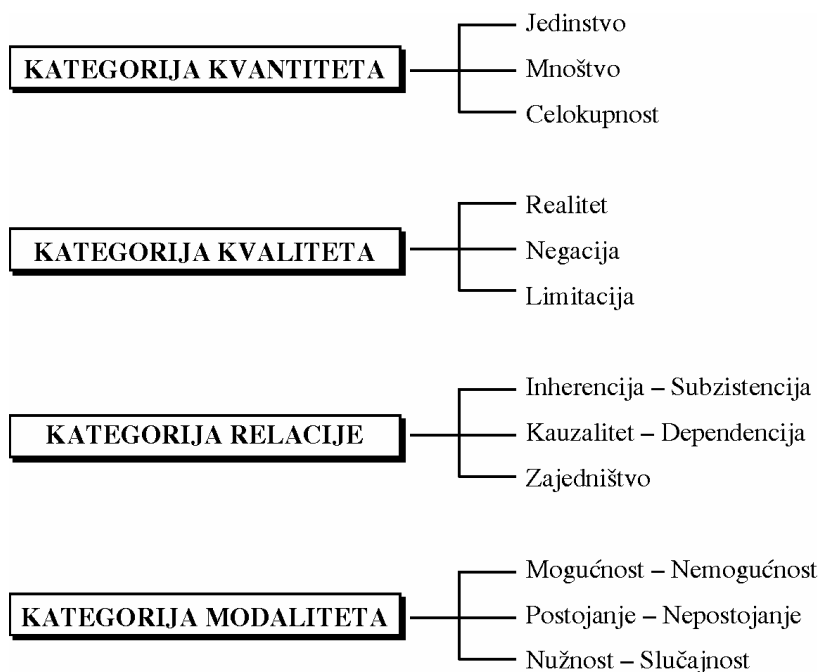 KATEGORIJA KVANTITETA
Jedinstvo
Mnoštvo
Celokupnost
KATEGORIJA KVALITETA
Realitet
Negacija
Limitacija
KATEGORIJA RELACIJE
Inherencija – Subzistencija
Kauzalitet – Dependencija
Zajedništvo
KATEGORIJA MODALITETA
Mogućnost – Nemogućnost
Postojanje – Nepostojanje
Nužnost – Slučajnost